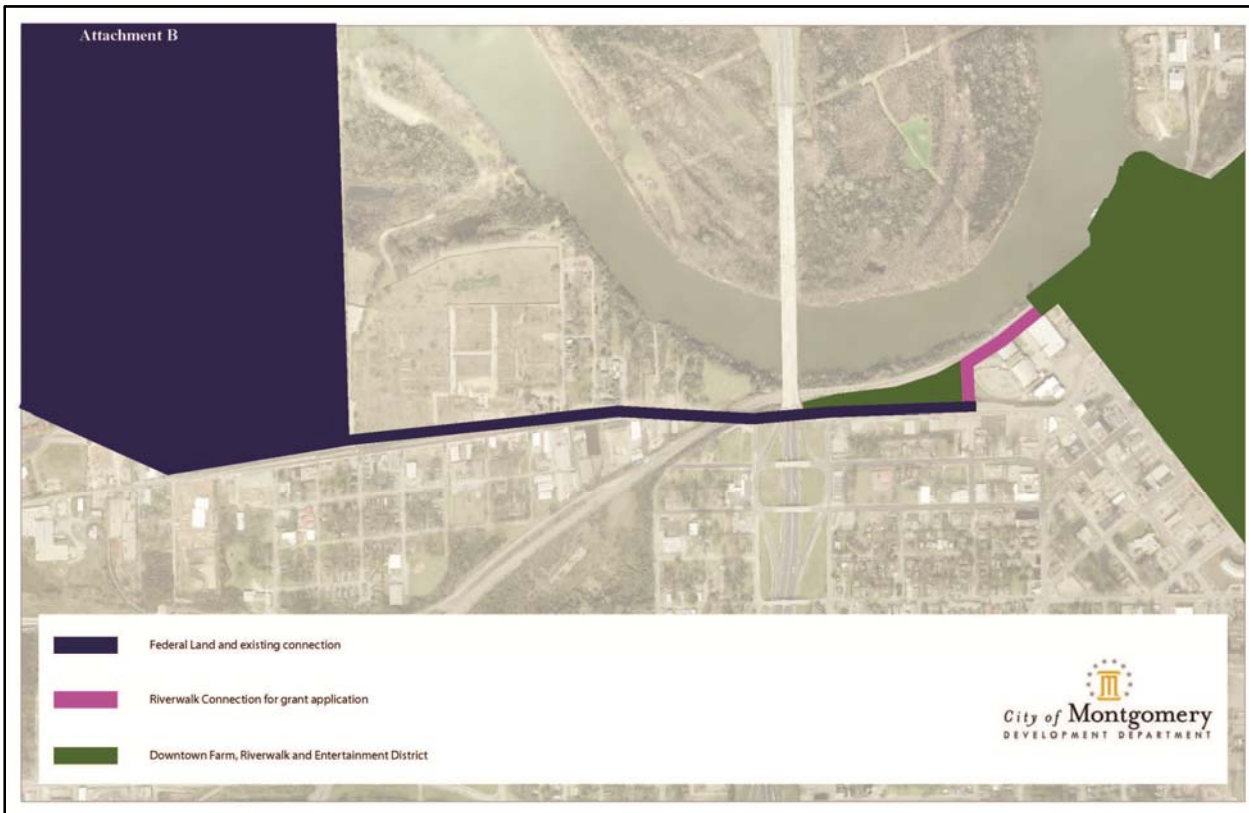 Attachment B
Federal Land and existing connection
Riverwalk Connection for grant application
Downtown Farm, Riverwalk and Entertainment District
City of Montgomery
DEVELOPMENT DEPARTMENT